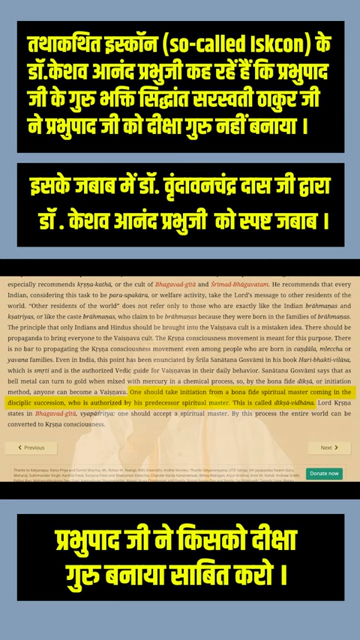 तथाकथित इस्कॉन (so-called Iskcon) के
डॉ.केशव आनंद प्रभुजी कह रहें हैं कि प्रभुपाद
जी के गुरु भक्ति सिद्धांत सरस्वती ठाकुर जी
ने प्रभुपाद जी को दीक्षा गुरु नहीं बनाया ।
इसके जबाब में डॉ. वृंदावनचंद्र दास जी द्वारा
डॉ . केशव आनंद प्रभुजी को स्पष्ट जबाब ।
especially recommends kṛṣṇa-kathā, or the cult of Bhagavad-gītā and Śrīmad-Bhāgavatam. He recommends that every
Indian, considering this task to be para-upakāra, or welfare activity, take the Lord's message to other residents of the
world. "Other residents of the world" does not refer only to those who are exactly like the Indian brāhmaṇas and
kṣatriyas, or like the caste brāhmaṇas, who claim to be brāhmaṇas because they were born in the families of brāhmaṇas.
The principle that only Indians and Hindus should be brought into the Vaiṣṇava cult is a mistaken idea. There should be
propaganda to bring everyone to the Vaiṣṇava cult. The Kṛṣṇa consciousness movement is meant for this purpose. There
is no bar to propagating the Kṛṣṇa consciousness movement even among people who are born in caṇḍāla, mleccha or
yavana families. Even in India, this point has been enunciated by Śrīla Sanātana Gosvāmī in his book Hari-bhakti-vilāsa,
which is smṛti and is the authorized Vedic guide for Vaiṣṇavas in their daily behavior. Sanātana Gosvāmī says that as
bell metal can turn to gold when mixed with mercury in a chemical process, so, by the bona fide dīkṣā, or initiation
method, anyone can become a Vaiṣṇava. One should take initiation from a bona fide spiritual master coming in the
disciplic succession, who is authorized by his predecessor spiritual master. This is called dīkṣā-vidhāna. Lord Kṛṣṇa
states in Bhagavad-gītā, vyapāśritya: one should accept a spiritual master. By this process the entire world can be
converted to Kṛṣṇa consciousness.
Previous
Next
Donate now
प्रभुपाद जी ने किसको दीक्षा
गुरु बनाया साबित करो ।